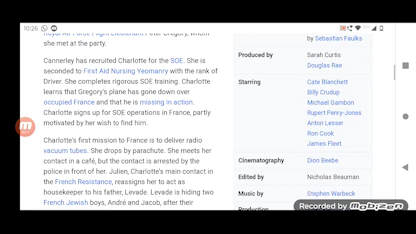 10:26
by Sebastian Faulks
Royal Air Force Flight Lieutenant Peter Gregory, whom
she met at the party.
Cannerley has recruited Charlotte for the SOE. She is
seconded to First Aid Nursing Yeomanry with the rank of
Driver. She completes rigorous SOE training. Charlotte
learns that Gregory's plane has gone down over
occupied France and that he is missing in action.
Charlotte signs up for SOE operations in France, partly
motivated by her wish to find him.
Charlotte's first mission to France is to deliver radio
vacuum tubes. She drops by parachute. She meets her
contact in a café, but the contact is arrested by the
police in front of her. Julien, Charlotte's main contact in
the French Resistance, reassigns her to act as
housekeeper to his father, Levade. Levade is hiding two
French Jewish boys, André and Jacob, after their
Produced by Sarah Curtis
Douglas Rae
Starring Cate Blanchett
Billy Crudup
Michael Gambon
Rupert Penry-Jones
Anton Lesser
Ron Cook
James Fleet
Cinematography Dion Beebe
Edited by Nicholas Beauman
Music by Stephen Warbeck
Production
Recorded by mobizen